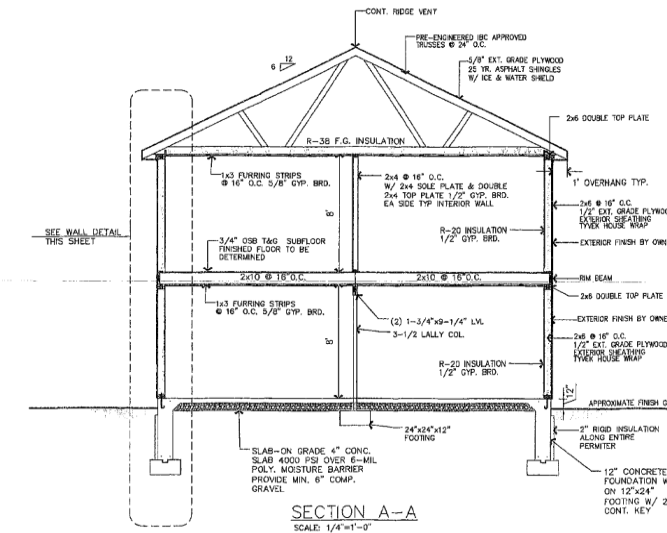 CONT. RIDGE VENT
12
6
PRE-ENGINEERED IBC APPROVED
TRUSSES @ 24" O.C.
5/8" EXT. GRADE PLYWOOD
25 YR. ASPHALT SHINGLES
W/ ICE & WATER SHIELD
R-38 F.G. INSULATION
2x6 DOUBLE TOP PLATE
1x3 FURRING STRIPS
@ 16" O.C. 5/8" GYP. BRD.
2x4 @ 16" O.C.
W/ 2x4 SOLE PLATE & DOUBLE
2x4 TOP PLATE 1/2" GYP. BRD.
EA SIDE TYP INTERIOR WALL
1' OVERHANG TYP.
8'
2x6 @ 16" O.C.
1/2" EXT. GRADE PLYWOO
EXTERIOR SHEATHING
TYVEK HOUSE WRAP
SEE WALL DETAIL
THIS SHEET
3/4" OSB T&G SUBFLOOR
FINISHED FLOOR TO BE
DETERMINED
R-20 INSULATION
1/2" GYP. BRD.
EXTERIOR FINISH BY OWN
2x10 @ 16"O.C.
2x10 @ 16"O.C.
RIM BEAM
2x6 DOUBLE TOP PLATE
1x3 FURRING STRIPS
@ 16" O.C. 5/8" GYP. BRD.
(2) 1-3/4"x9-1/4" LVL
3-1/2 LALLY COL.
EXTERIOR FINISH BY OWNE
8'
2x6 @ 16" O.C.
1/2" EXT. GRADE PLYWOOD
EXTERIOR SHEATHING
TYVEK HOUSE WRAP
R-20 INSULATION
1/2" GYP. BRD.
12"
APPROXIMATE FINISH G
24"x24"x12"
FOOTING
2" RIGID INSULATION
ALONG ENTIRE
PERMITER
SLAB-ON GRADE 4" CONC.
SLAB 4000 PSI OVER 6-MIL
POLY. MOISTURE BARRIER
PROVIDE MIN. 6" COMP.
GRAVEL
12" CONCRETE
FOUNDATION W
ON 12"x24"
FOOTING W/ 2
CONT. KEY
SECTION A-A
SCALE: 1/4"=1'-0"